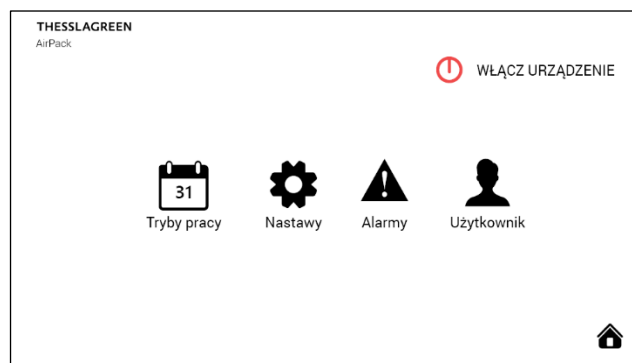 THESSLAGREEN
AirPack
WŁĄCZ URZĄDZENIE
31
Tryby pracy
Nastawy
Alarmy
Użytkownik